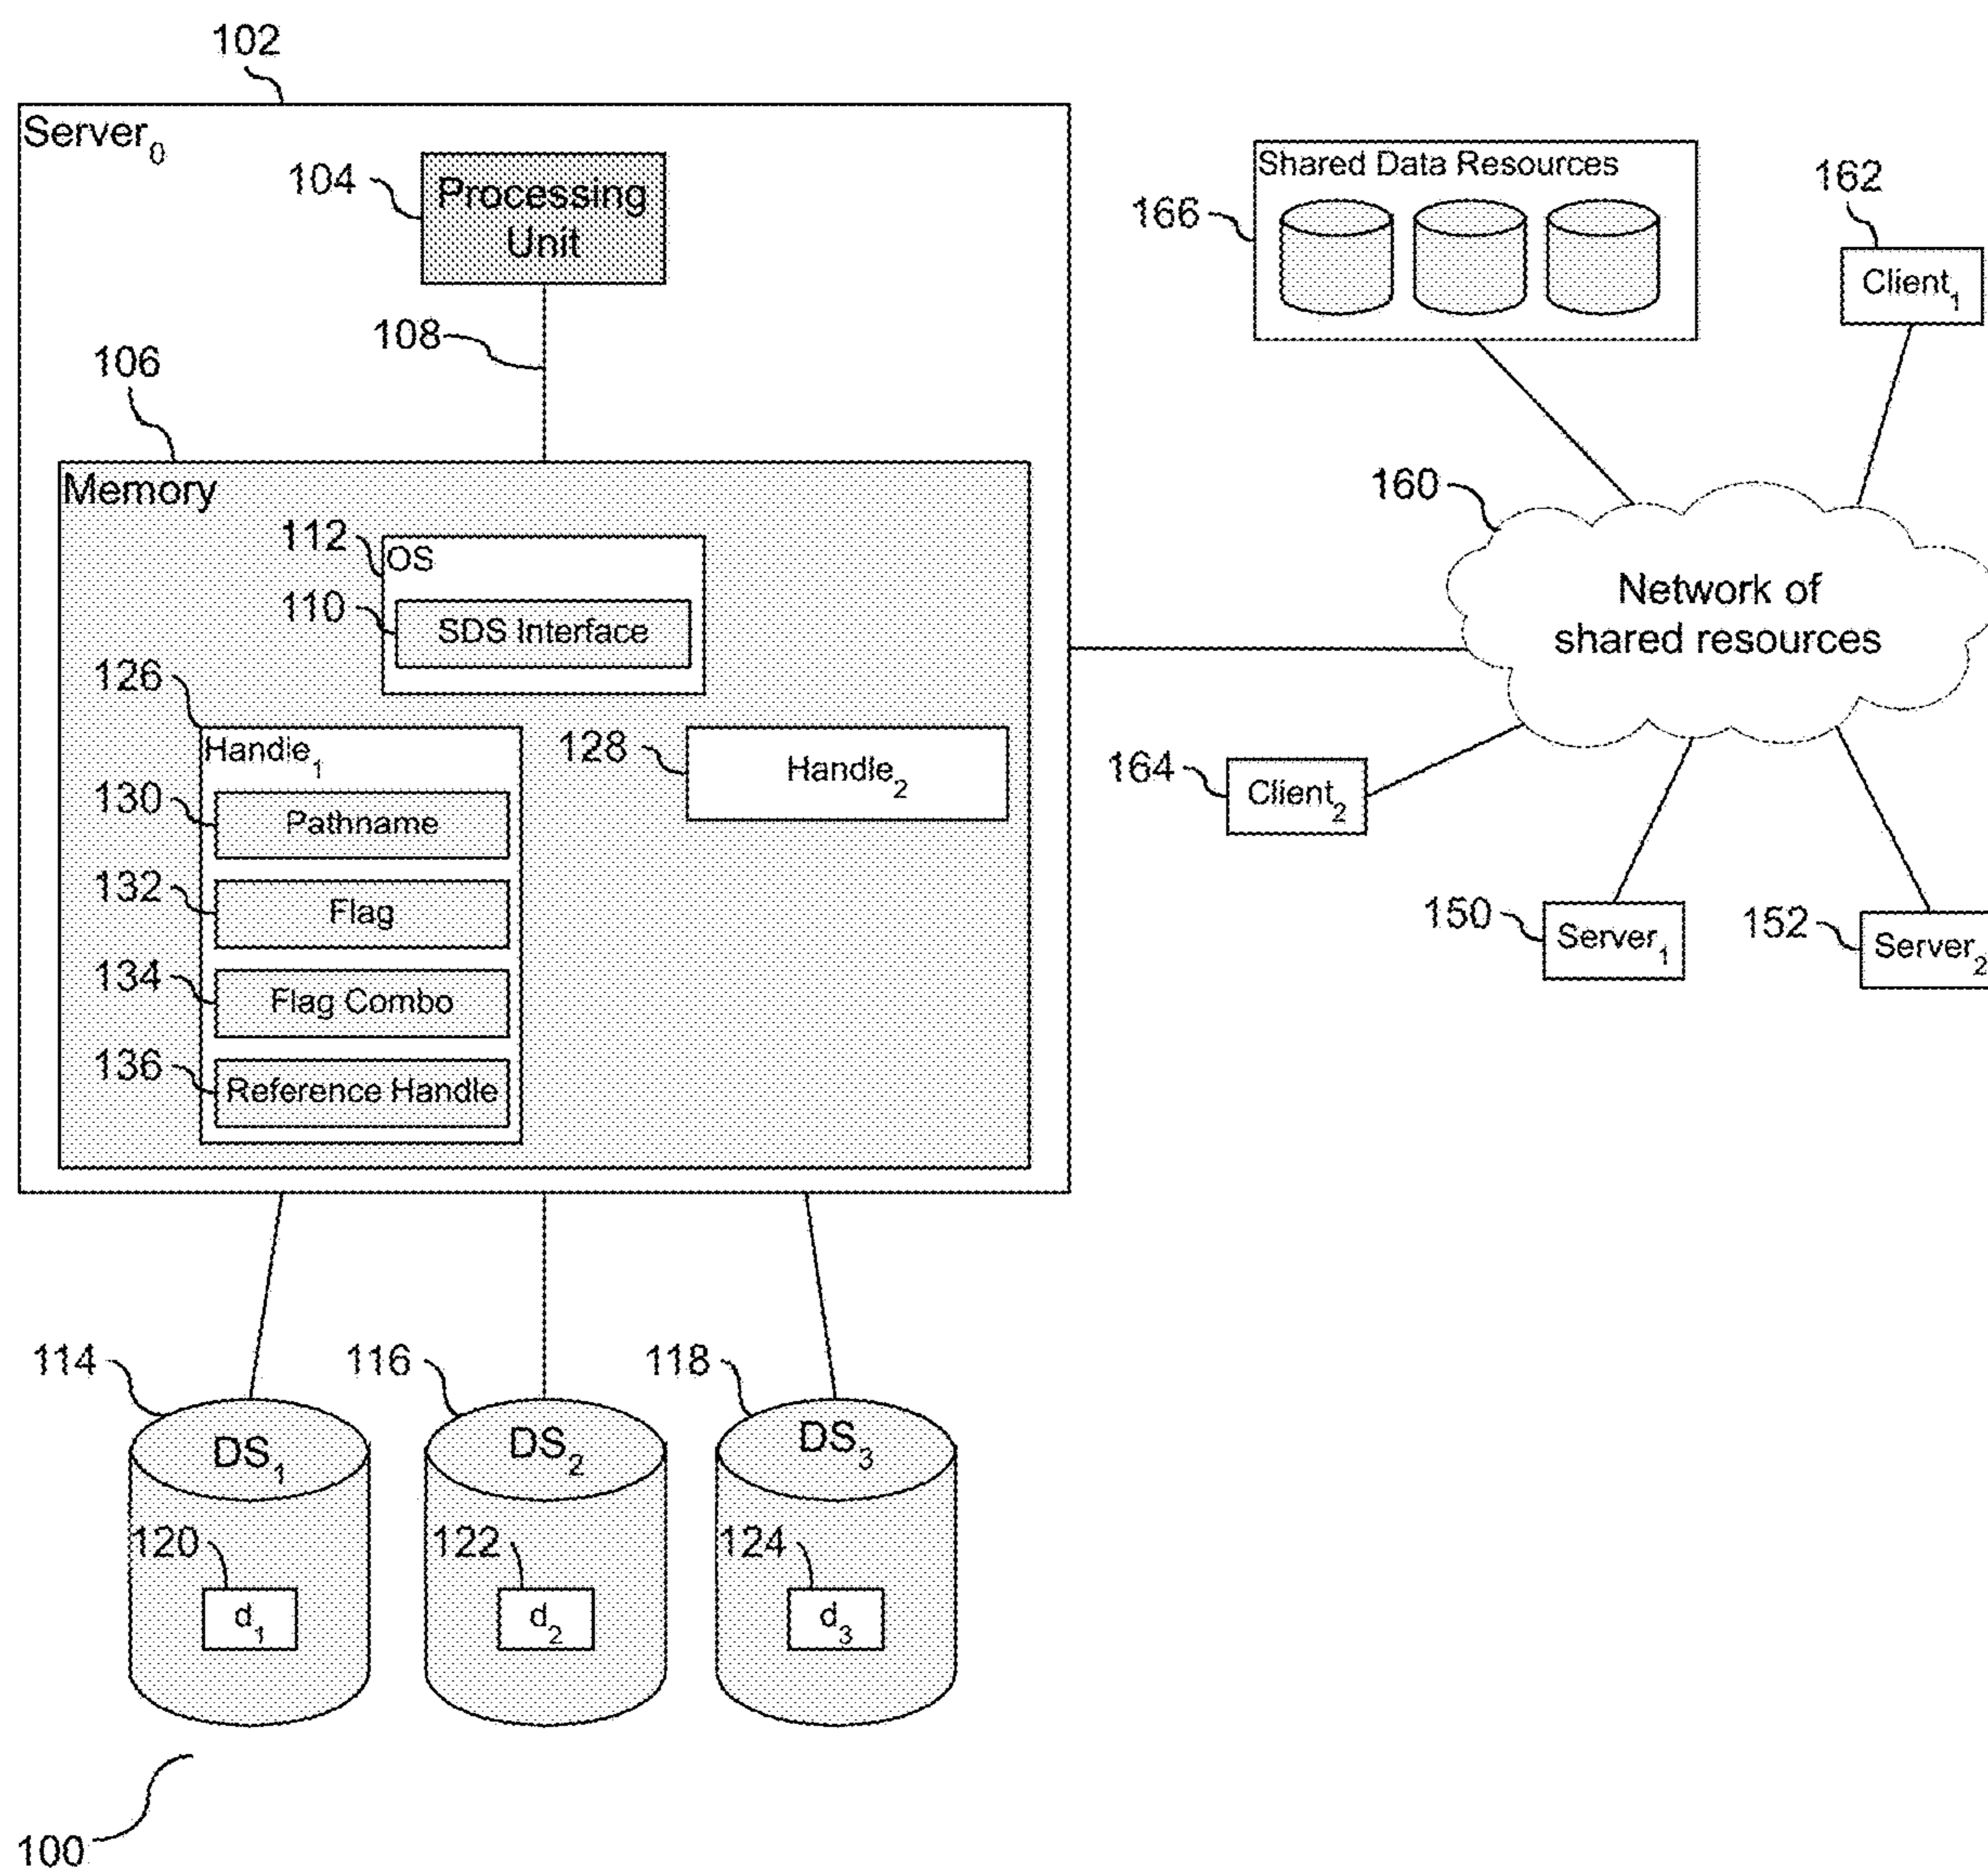 102
Server₀
104
Processing
Unit
108
106
Memory
112
OS
110
SDS Interface
126
Handle₁
128
Handle₂
130
Pathname
132
Flag
134
Flag Combo
136
Reference Handle
114
DS₁
116
DS₂
118
DS₃
120
d₁
122
d₂
124
d₃
100
Shared Data Resources
166
162
Client₁
160
Network of
shared resources
164
Client₂
150
Server₁
152
Server₂